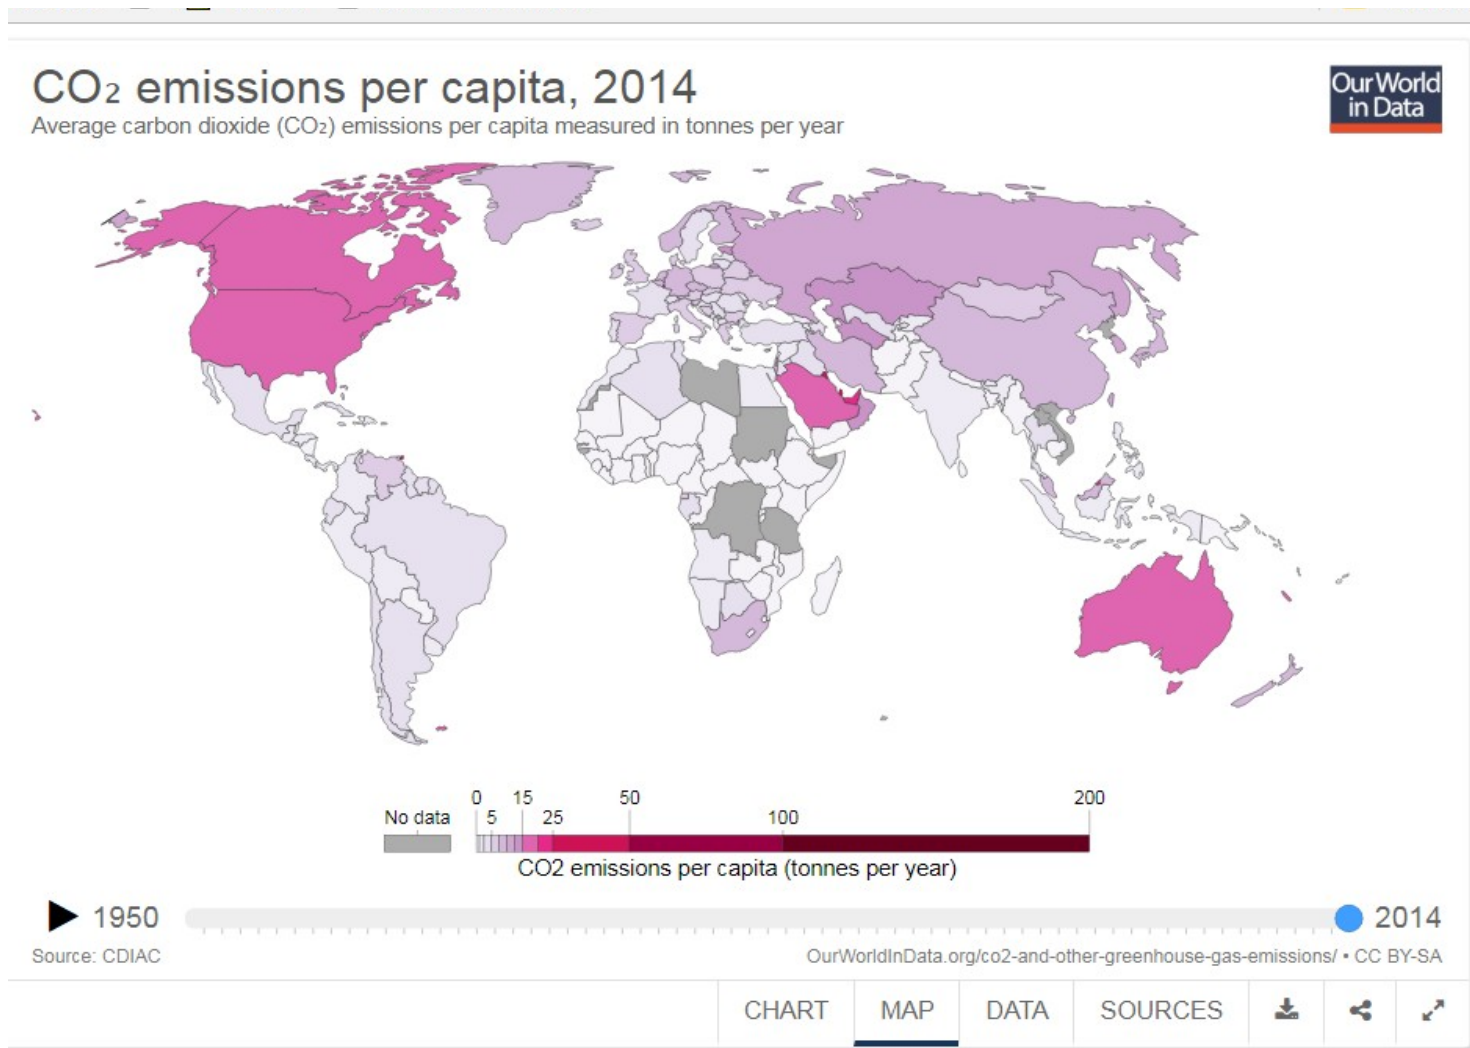 CO₂ emissions per capita, 2014
Average carbon dioxide (CO₂) emissions per capita measured in tonnes per year
Our World
in Data
0 15 50 200
No data 5 25 100
CO2 emissions per capita (tonnes per year)
1950 2014
Source: CDIAC OurWorldInData.org/co2-and-other-greenhouse-gas-emissions/ • CC BY-SA
CHART MAP DATA SOURCES